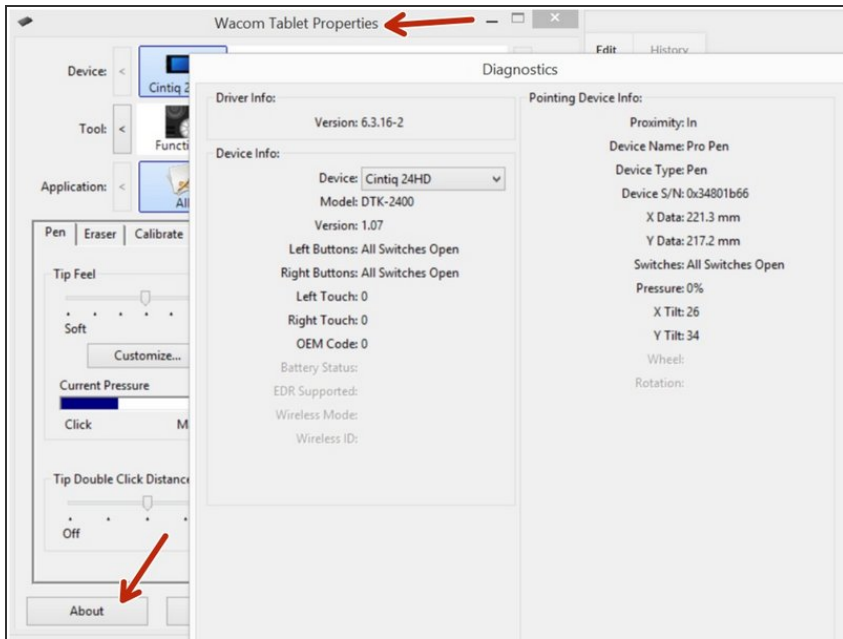 Wacom Tablet Properties
Edit History
Device: < Cintiq 2
Tool: < Functi
Application: < All
Pen Eraser Calibrate
Tip Feel
Soft
Customize...
Current Pressure
Click M
Tip Double Click Distance
Off
About
Diagnostics
Driver Info:
Version: 6.3.16-2
Device Info:
Device: Cintiq 24HD
Model: DTK-2400
Version: 1.07
Left Buttons: All Switches Open
Right Buttons: All Switches Open
Left Touch: 0
Right Touch: 0
OEM Code: 0
Battery Status:
EDR Supported:
Wireless Mode:
Wireless ID:
Pointing Device Info:
Proximity: In
Device Name: Pro Pen
Device Type: Pen
Device S/N: 0x34801b66
X Data: 221.3 mm
Y Data: 217.2 mm
Switches: All Switches Open
Pressure: 0%
X Tilt: 26
Y Tilt: 34
Wheel:
Rotation: